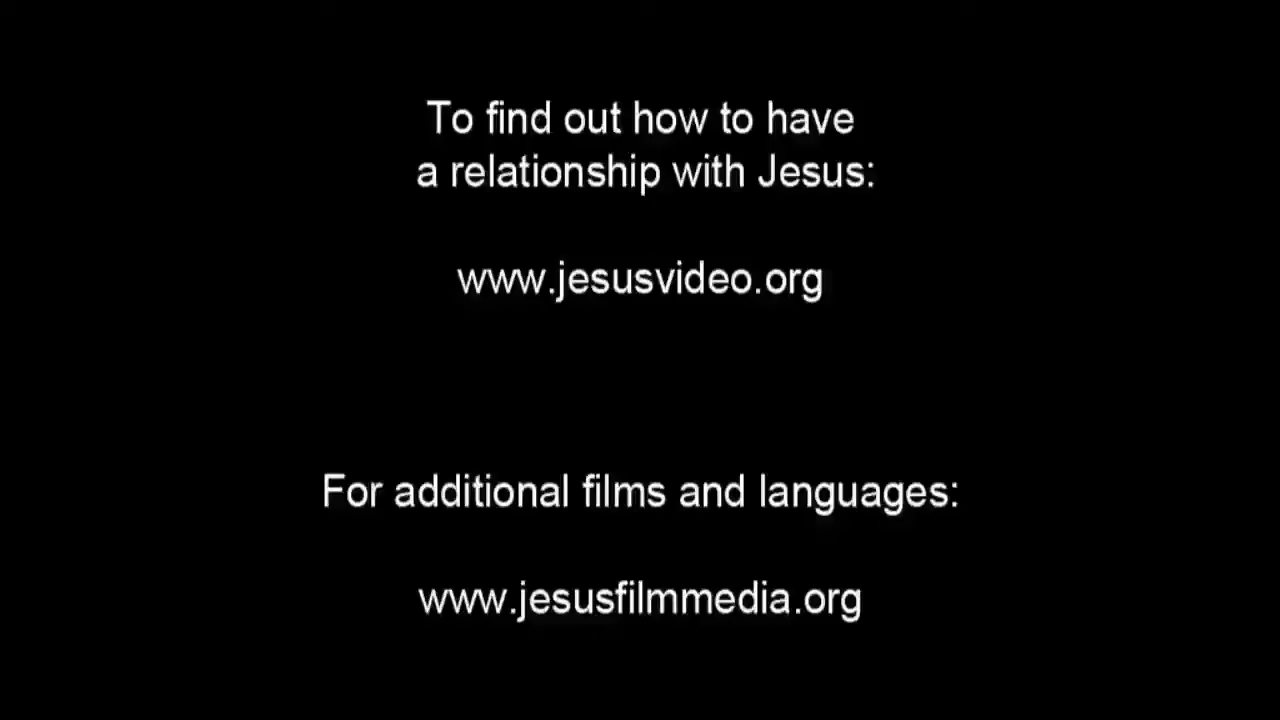 To find out how to have
a relationship with Jesus:
www.jesusvideo.org
For additional films and languages:
www.jesusfilmmedia.org